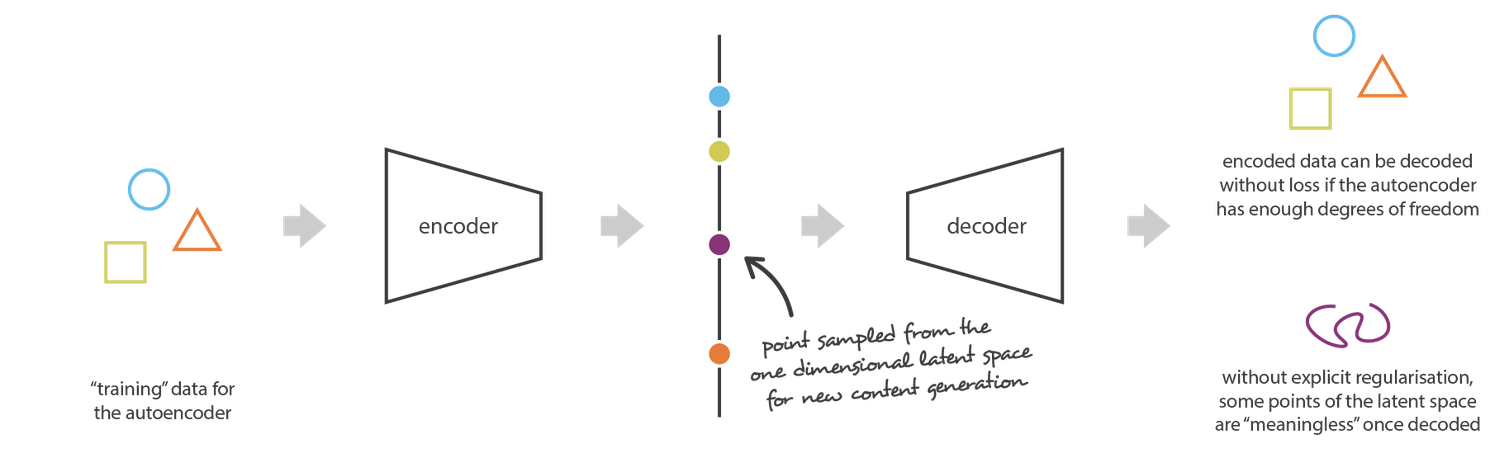 "training" data for
the autoencoder
encoder
point sampled from the
one dimensional latent space
for new content generation
decoder
encoded data can be decoded
without loss if the autoencoder
has enough degrees of freedom
without explicit regularisation,
some points of the latent space
are "meaningless" once decoded